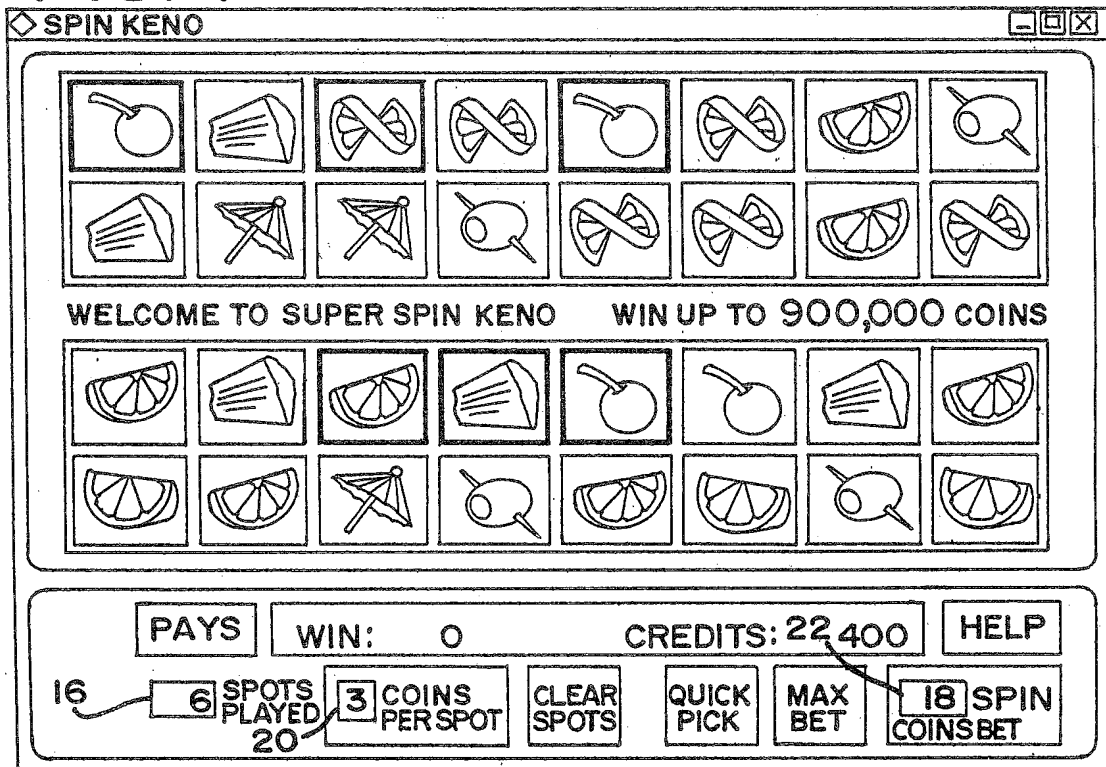 SPIN KENO
WELCOME TO SUPER SPIN KENO WIN UP TO 900,000 COINS
PAYS WIN: 0 CREDITS: 22 400 HELP
16 6 SPOTS PLAYED 3 COINS PER SPOT CLEAR SPOTS QUICK PICK MAX BET 18 SPIN COINS BET
20